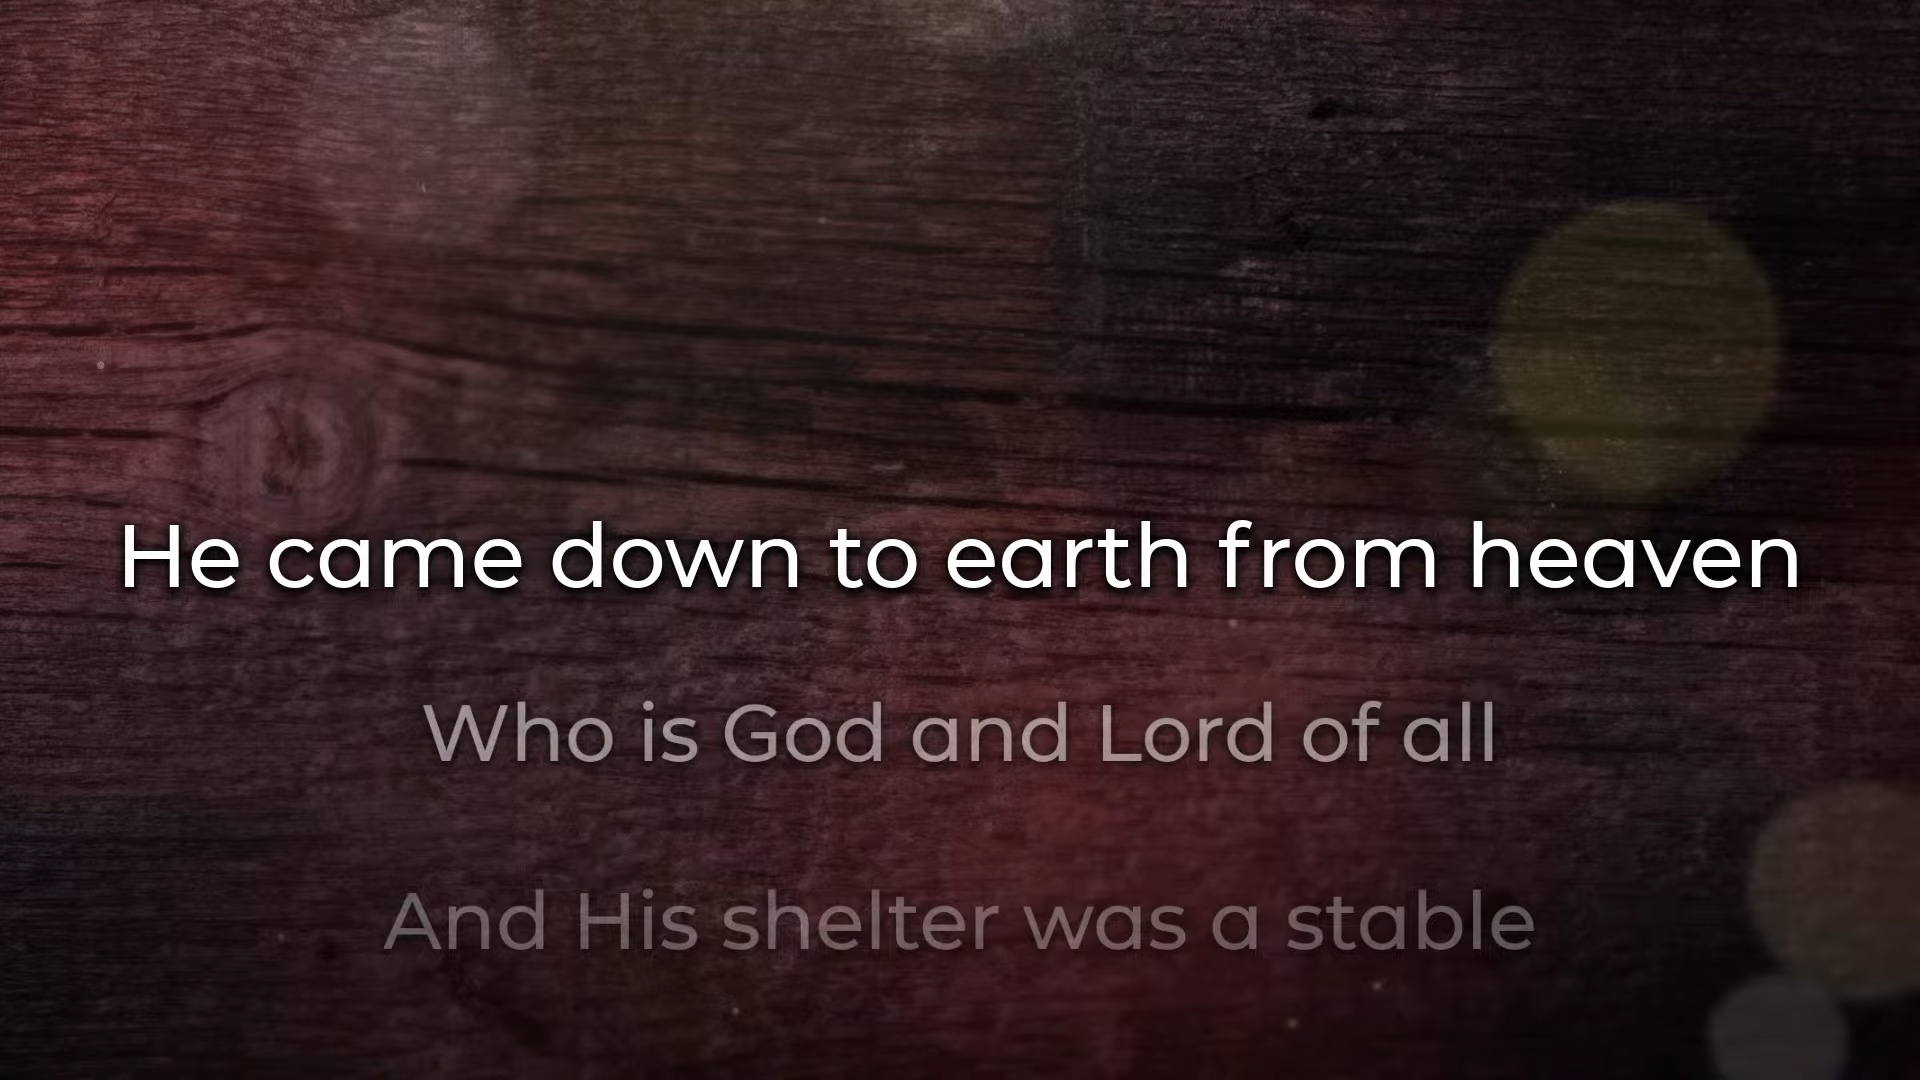 He came down to earth from heaven
Who is God and Lord of all
And His shelter was a stable